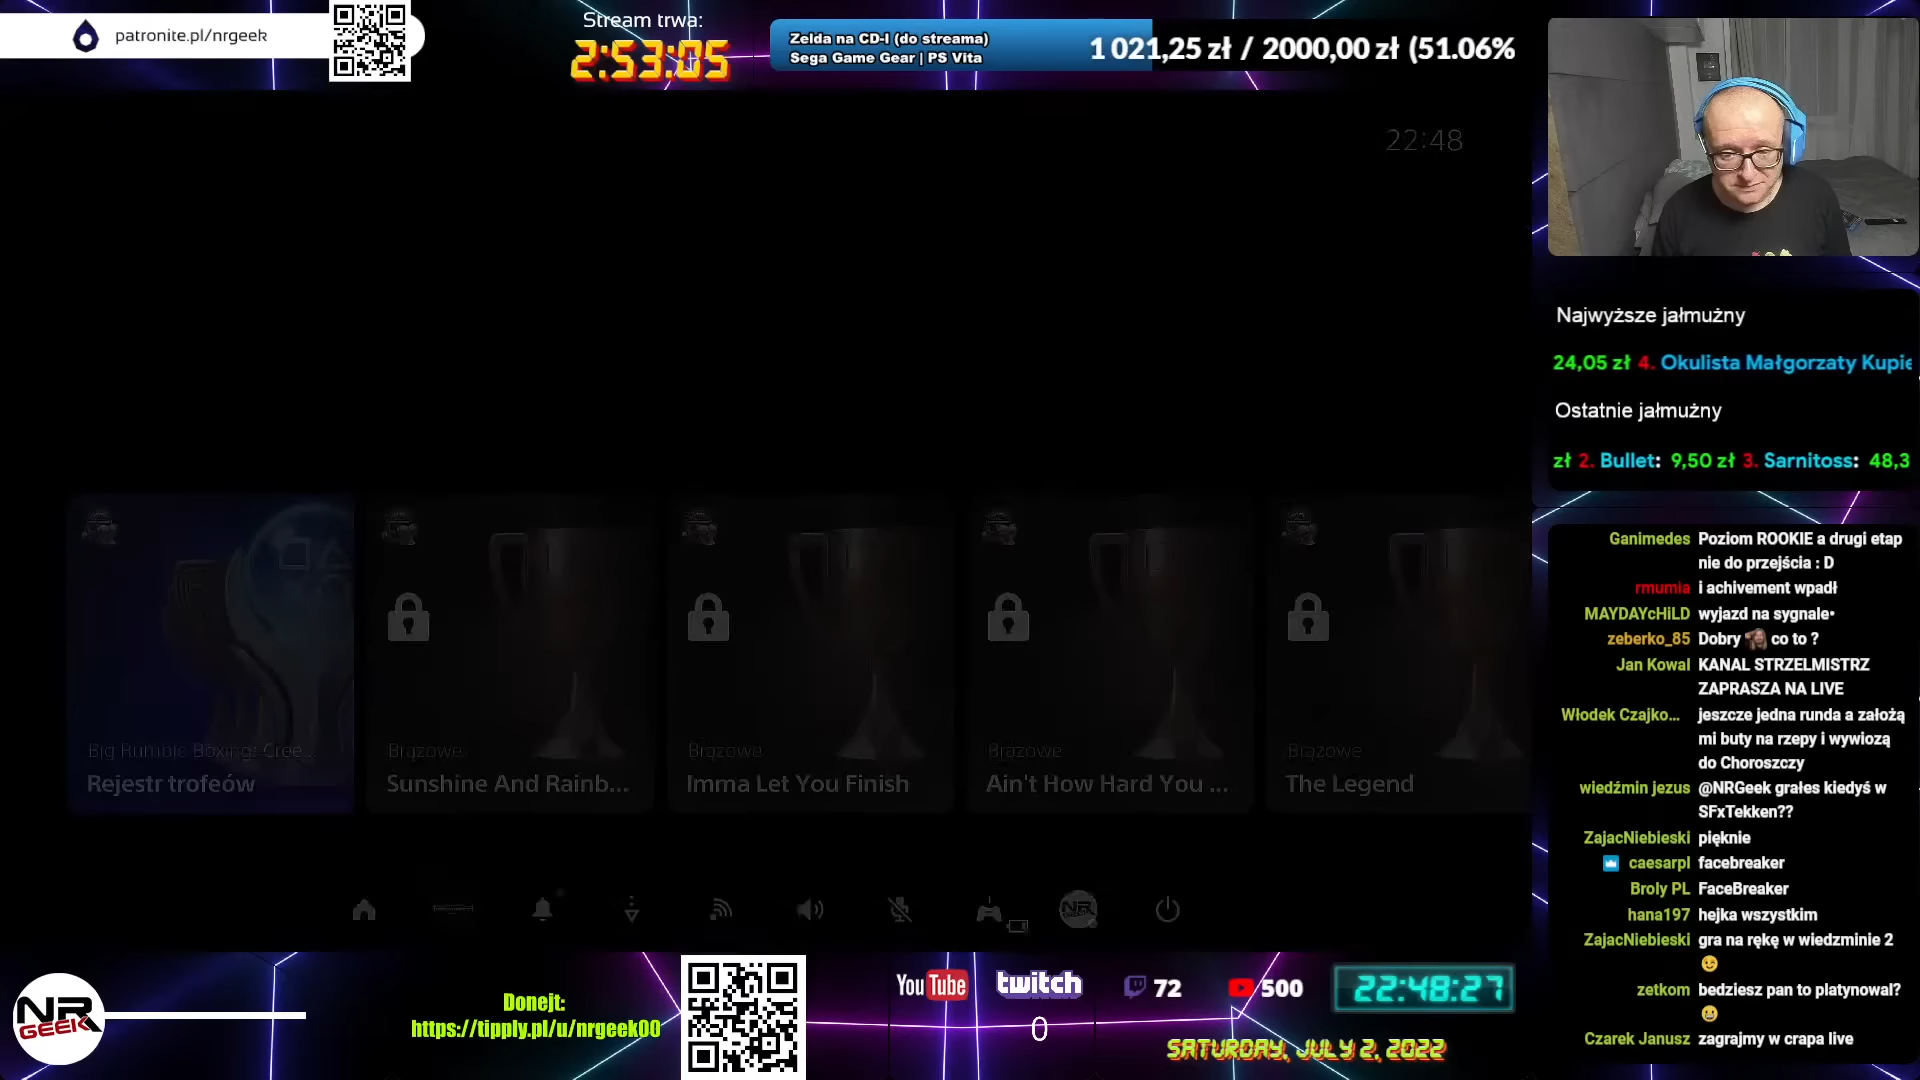 patronite.pl/nrgeek
Stream trwa:
2:53:05
Zelda na CD-I (do streama)
Sega Game Gear | PS Vita
1 021,25 zł / 2000,00 zł (51.06%
22:48
Najwyższe jałmużny
24,05 zł 4. Okulista Małgorzaty Kupie
Ostatnie jałmużny
zł 2. Bullet: 9,50 zł 3. Sarnitoss: 48,3
Ganimedes Poziom ROOKIE a drugi etap
nie do przejścia : D
rmumia i achivement wpadł
MAYDAYcHiLD wyjazd na sygnale•
zeberko_85 Dobry co to ?
Jan Kowal KANAL STRZELMISTRZ
ZAPRASZA NA LIVE
Włodek Czajko... jeszcze jedna runda a założą
mi buty na rzepy i wywiozą
do Choroszczy
wiedźmin jezus @NRGeek grałeś kiedyś w
SFxTekken??
ZajacNiebieski pięknie
caesarpl facebreaker
Broly PL FaceBreaker
hana197 hejka wszystkim
ZajacNiebieski gra na rękę w wiedzminie 2
😉
zetkom bedziesz pan to platynowal?
😀
Czarek Janusz zagrajmy w crapa live
Big Rumble Boxing: Cree...
Rejestr trofeów
Brązowe
Sunshine And Rainb...
Brązowe
Imma Let You Finish
Brązowe
Ain't How Hard You ...
Brązowe
The Legend
NR
GEEK
Donejt:
https://tipply.pl/u/nrgeek00
YouTube
twitch
72
500
0
22:48:27
SATURDAY, JULY 2, 2022